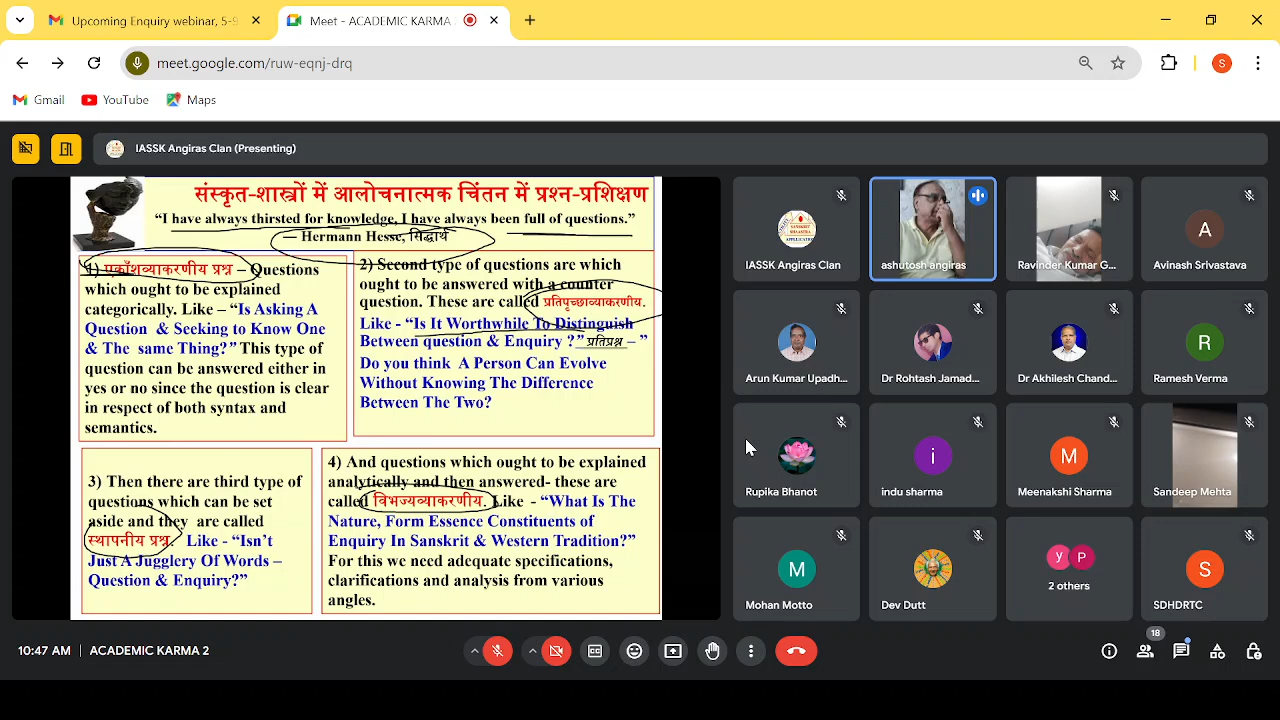 Upcoming Enquiry webinar, 5-9
Meet - ACADEMIC KARMA
meet.google.com/ruw-eqnj-drq
S
Gmail
YouTube
Maps
IASSK Angiras Clan (Presenting)
संस्कृत-शास्त्रों में आलोचनात्मक चिंतन में प्रश्न-प्रशिक्षण
“I have always thirsted for knowledge, I have always been full of questions.”
— Hermann Hesse, सिद्धार्थ
1) एकाँशव्याकरणीय प्रश्न – Questions
which ought to be explained
categorically. Like – “Is Asking A
Question & Seeking to Know One
& The same Thing?” This type of
question can be answered either in
yes or no since the question is clear
in respect of both syntax and
semantics.
2) Second type of questions are which
ought to be answered with a counter
question. These are called प्रतिपृच्छाव्याकरणीय.
Like - “Is It Worthwhile To Distinguish
Between question & Enquiry ?” प्रतिप्रश्न – ”
Do you think A Person Can Evolve
Without Knowing The Difference
Between The Two?
3) Then there are third type of
questions which can be set
aside and they are called
स्थापनीय प्रश्न. Like - “Isn’t
Just A Jugglery Of Words –
Question & Enquiry?”
4) And questions which ought to be explained
analytically and then answered- these are
called विभज्यव्याकरणीय. Like - “What Is The
Nature, Form Essence Constituents of
Enquiry In Sanskrit & Western Tradition?”
For this we need adequate specifications,
clarifications and analysis from various
angles.
IASSK Angiras Clan
ashutosh angiras
Ravinder Kumar G...
A
Avinash Srivastava
Arun Kumar Upadh...
Dr Rohtash Jamad...
Dr Akhilesh Chand...
R
Ramesh Verma
Rupika Bhanot
i
indu sharma
M
Meenakshi Sharma
Sandeep Mehta
M
Mohan Motto
Dev Dutt
y P
2 others
S
SDHDRTC
10:47 AM
ACADEMIC KARMA 2
18